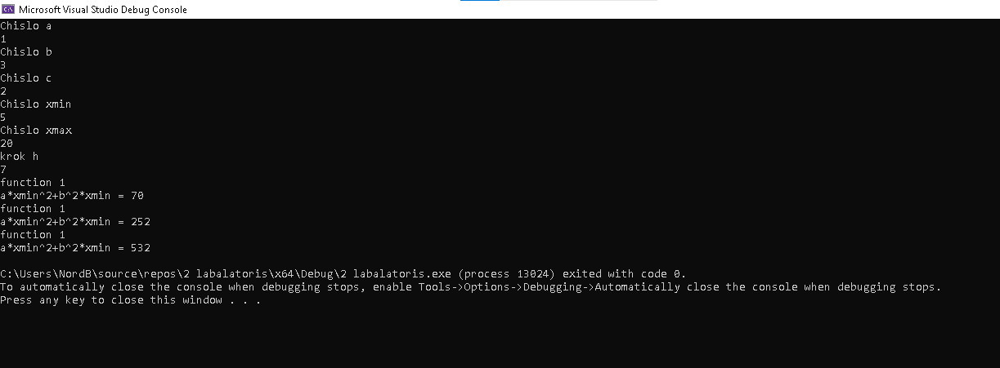 Microsoft Visual Studio Debug Console
Chislo a
1
Chislo b
3
Chislo c
2
Chislo xmin
5
Chislo xmax
20
krok h
7
function 1
a*xmin^2+b^2*xmin = 70
function 1
a*xmin^2+b^2*xmin = 252
function 1
a*xmin^2+b^2*xmin = 532
C:\Users\NordB\source\repos\2 labalatoris\x64\Debug\2 labalatoris.exe (process 13024) exited with code 0.
To automatically close the console when debugging stops, enable Tools->Options->Debugging->Automatically close the console when debugging stops.
Press any key to close this window . . .